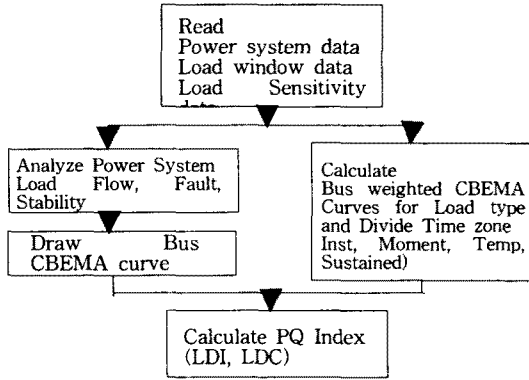 Read
Power system data
Load window data
Load Sensitivity
Analyze Power System
Load Flow, Fault,
Stability
Draw Bus
CBEMA curve
Calculate
Bus weighted CBEMA
Curves for Load type
and Divide Time zone
Inst, Moment, Temp,
Sustained)
Calculate PQ Index
(LDI, LDC)